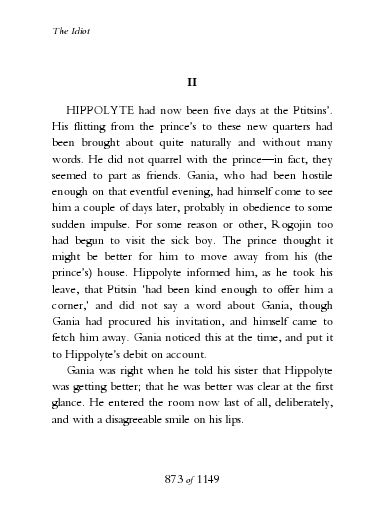 The Idiot
II
HIPPOLYTE had now been five days at the Ptitsins’.
His flitting from the prince’s to these new quarters had
been brought about quite naturally and without many
words. He did not quarrel with the prince—in fact, they
seemed to part as friends. Gania, who had been hostile
enough on that eventful evening, had himself come to see
him a couple of days later, probably in obedience to some
sudden impulse. For some reason or other, Rogojin too
had begun to visit the sick boy. The prince thought it
might be better for him to move away from his (the
prince’s) house. Hippolyte informed him, as he took his
leave, that Ptitsin ‘had been kind enough to offer him a
corner,’ and did not say a word about Gania, though
Gania had procured his invitation, and himself came to
fetch him away. Gania noticed this at the time, and put it
to Hippolyte’s debit on account.
Gania was right when he told his sister that Hippolyte
was getting better; that he was better was clear at the first
glance. He entered the room now last of all, deliberately,
and with a disagreeable smile on his lips.
873 of 1149